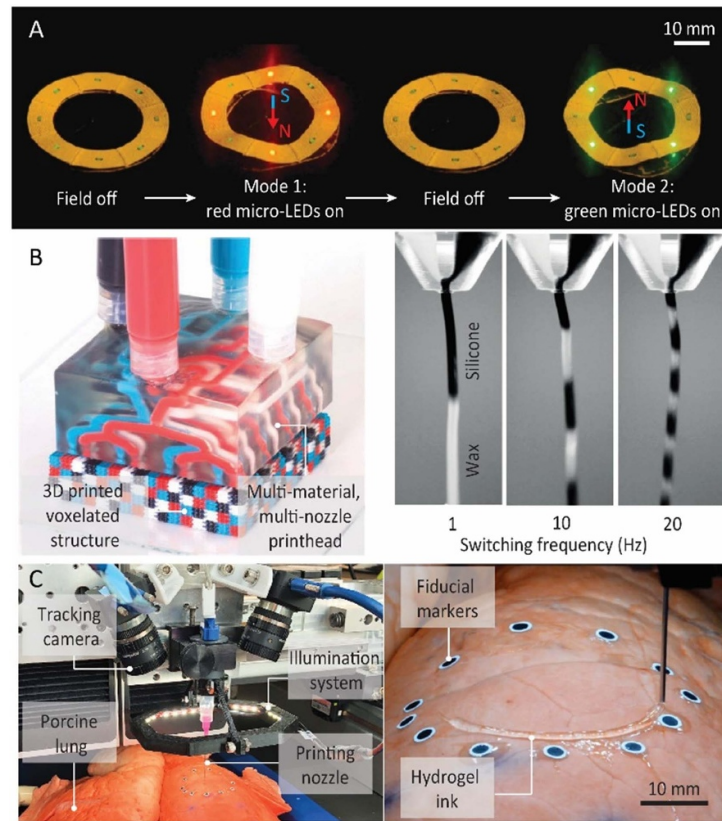 A
10 mm
S
N
N
S
Field off
Mode 1:
red micro-LEDs on
Field off
Mode 2:
green micro-LEDs on
B
3D printed
voxelated
structure
Multi-material,
multi-nozzle
printhead
Silicone
Wax
1
10
20
Switching frequency (Hz)
C
Tracking
camera
Illumination
system
Porcine
lung
Printing
nozzle
Fiducial
markers
Hydrogel
ink
10 mm